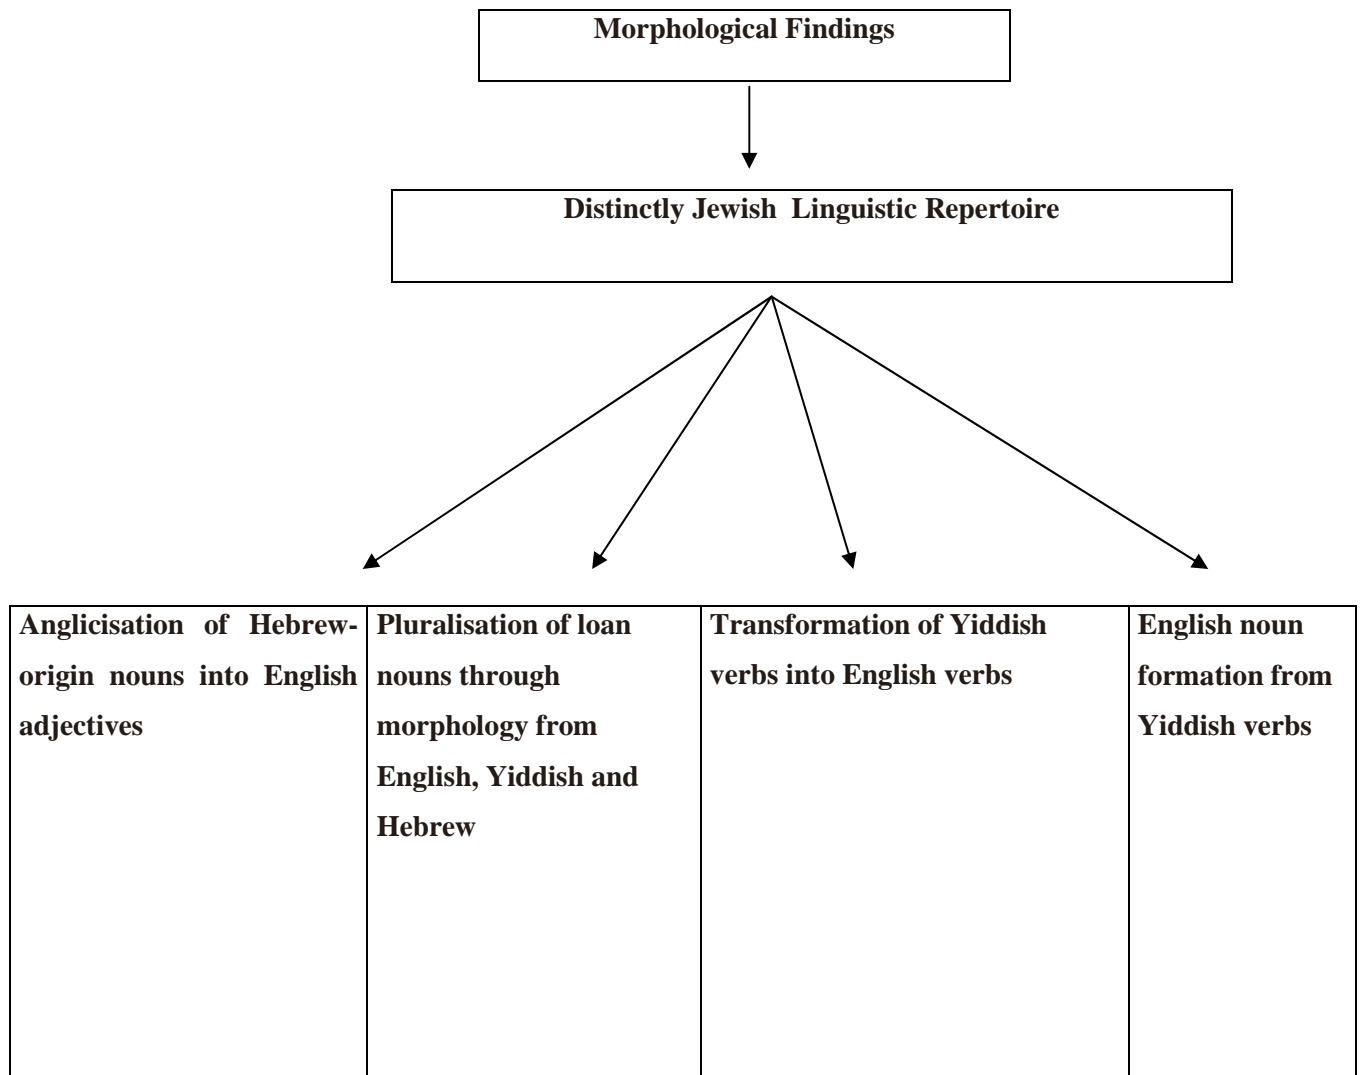 Morphological Findings
Distinctly Jewish Linguistic Repertoire
Anglicisation of Hebrew-
origin nouns into English
adjectives
Pluralisation of loan
nouns through
morphology from
English, Yiddish and
Hebrew
Transformation of Yiddish
verbs into English verbs
English noun
formation from
Yiddish verbs